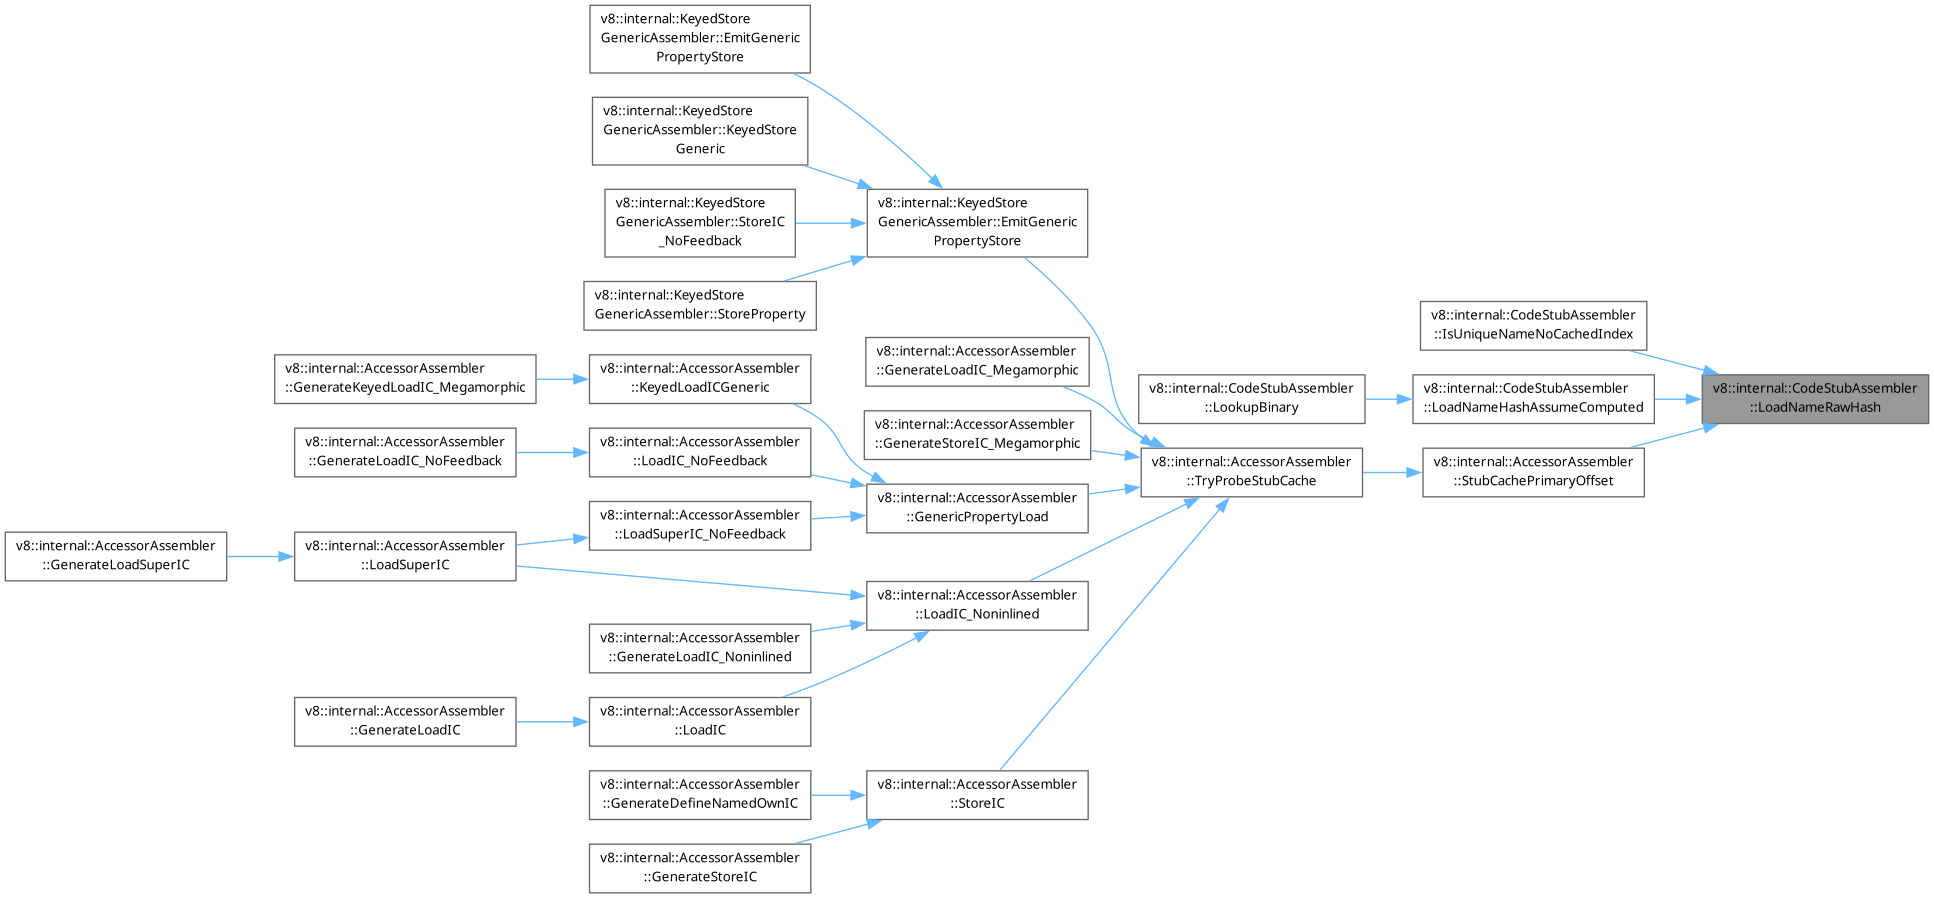 v8::internal::KeyedStore
GenericAssembler::EmitGeneric
PropertyStore
v8::internal::KeyedStore
GenericAssembler::KeyedStore
Generic
v8::internal::KeyedStore
GenericAssembler::StoreIC
_NoFeedback
v8::internal::KeyedStore
GenericAssembler::EmitGeneric
PropertyStore
v8::internal::KeyedStore
GenericAssembler::StoreProperty
v8::internal::CodeStubAssembler
::IsUniqueNameNoCachedIndex
v8::internal::AccessorAssembler
::GenerateLoadIC_Megamorphic
v8::internal::AccessorAssembler
::GenerateKeyedLoadIC_Megamorphic
v8::internal::AccessorAssembler
::KeyedLoadICGeneric
v8::internal::CodeStubAssembler
::LookupBinary
v8::internal::CodeStubAssembler
::LoadNameHashAssumeComputed
v8::internal::CodeStubAssembler
::LoadNameRawHash
v8::internal::AccessorAssembler
::GenerateStoreIC_Megamorphic
v8::internal::AccessorAssembler
::GenerateLoadIC_NoFeedback
v8::internal::AccessorAssembler
::LoadIC_NoFeedback
v8::internal::AccessorAssembler
::TryProbeStubCache
v8::internal::AccessorAssembler
::StubCachePrimaryOffset
v8::internal::AccessorAssembler
::GenericPropertyLoad
v8::internal::AccessorAssembler
::LoadSuperIC_NoFeedback
v8::internal::AccessorAssembler
::GenerateLoadSuperIC
v8::internal::AccessorAssembler
::LoadSuperIC
v8::internal::AccessorAssembler
::LoadIC_Noninlined
v8::internal::AccessorAssembler
::GenerateLoadIC_Noninlined
v8::internal::AccessorAssembler
::GenerateLoadIC
v8::internal::AccessorAssembler
::LoadIC
v8::internal::AccessorAssembler
::GenerateDefineNamedOwnIC
v8::internal::AccessorAssembler
::StoreIC
v8::internal::AccessorAssembler
::GenerateStoreIC